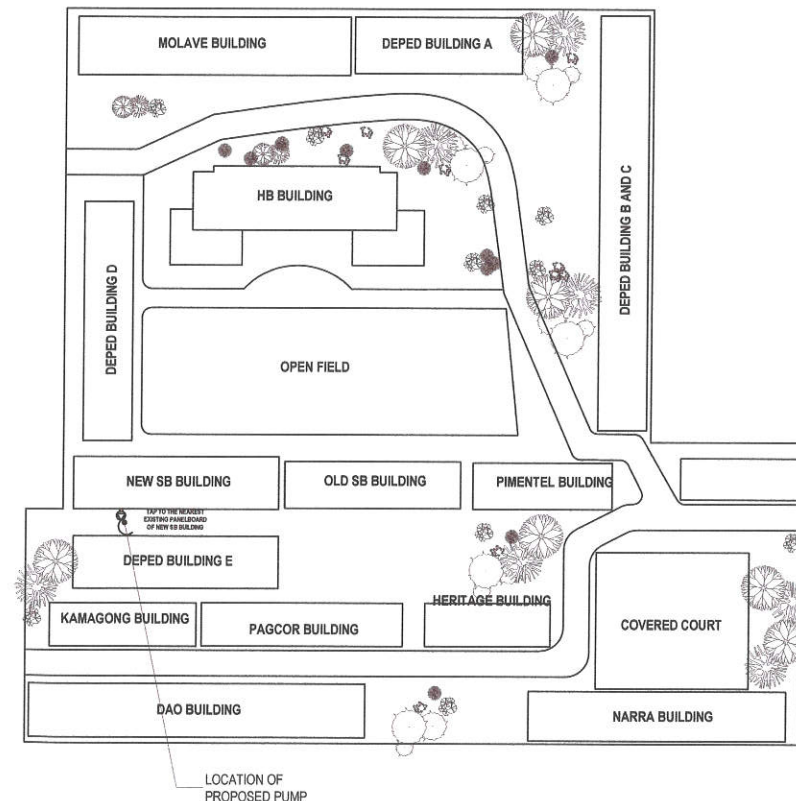 MOLAVE BUILDING
DEPED BUILDING A
HB BUILDING
DEPED BUILDING B AND C
DEPED BUILDING D
OPEN FIELD
NEW SB BUILDING
OLD SB BUILDING
PIMENTEL BUILDING
TAP TO THE NEAREST
EXISTING PANELBOARD
OF NEW SB BUILDING
DEPED BUILDING E
HERITAGE BUILDING
KAMAGONG BUILDING
PAGCOR BUILDING
COVERED COURT
DAO BUILDING
NARRA BUILDING
LOCATION OF
PROPOSED PUMP